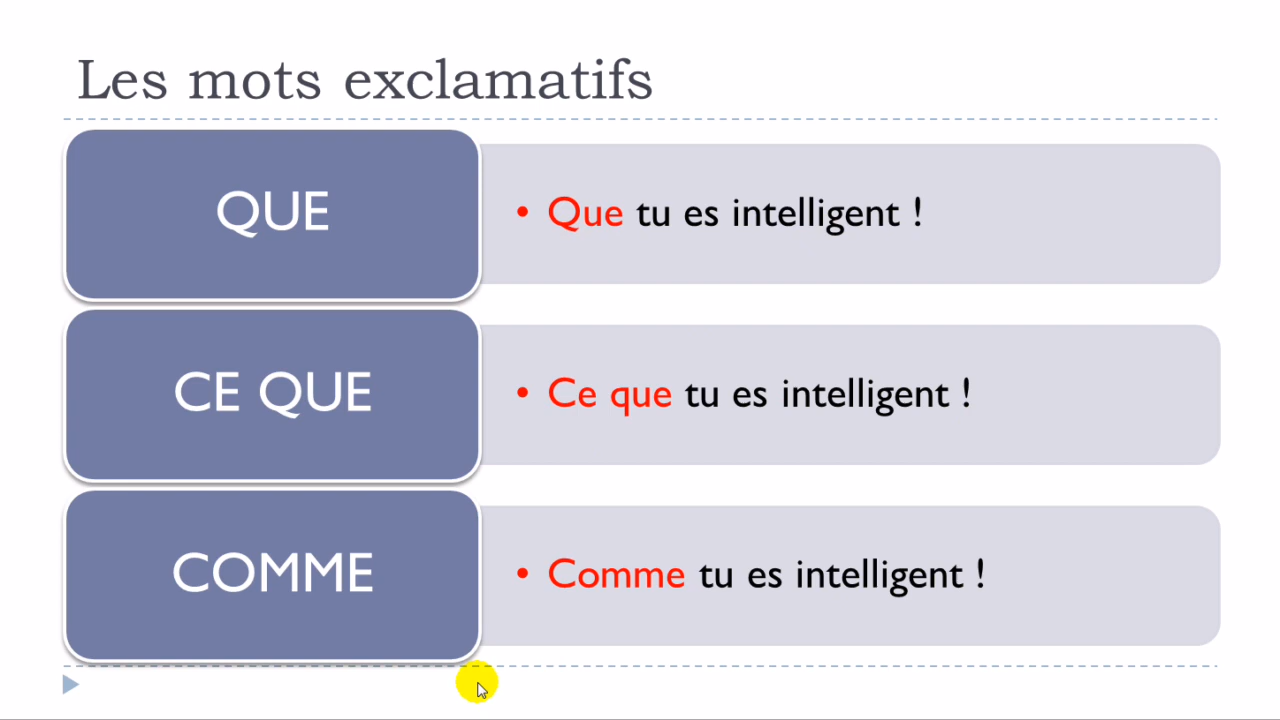 Les mots exclamatifs
QUE
• Que tu es intelligent !
CE QUE
• Ce que tu es intelligent !
COMME
• Comme tu es intelligent !